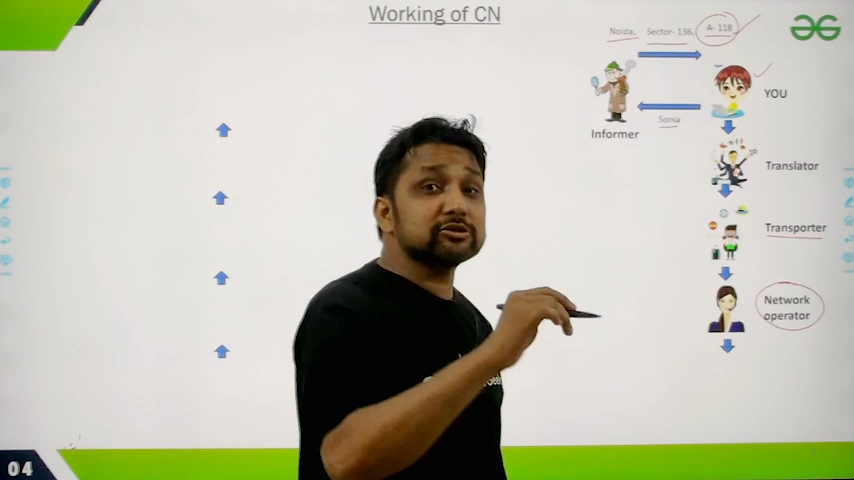 Working of CN
Noida, Sector- 136, A- 118
YOU
Sonia
Informer
Translator
Transporter
Network
operator
04